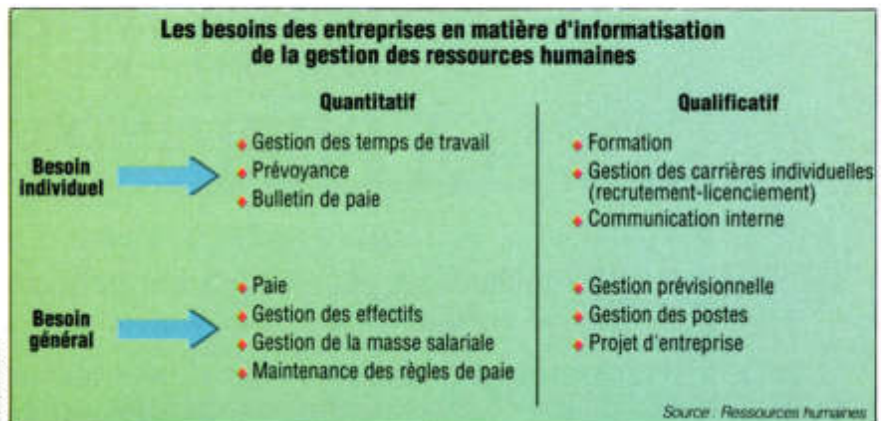 Les besoins des entreprises en matière d'informatisation
de la gestion des ressources humaines
Quantitatif
Qualificatif
Besoin
individuel
Gestion des temps de travail
Prévoyance
Bulletin de paie
Formation
Gestion des carrières individuelles
(recrutement-licenciement)
Communication interne
Besoin
général
Paie
Gestion des effectifs
Gestion de la masse salariale
Maintenance des règles de paie
Gestion prévisionnelle
Gestion des postes
Projet d'entreprise
Source : Ressources humaines